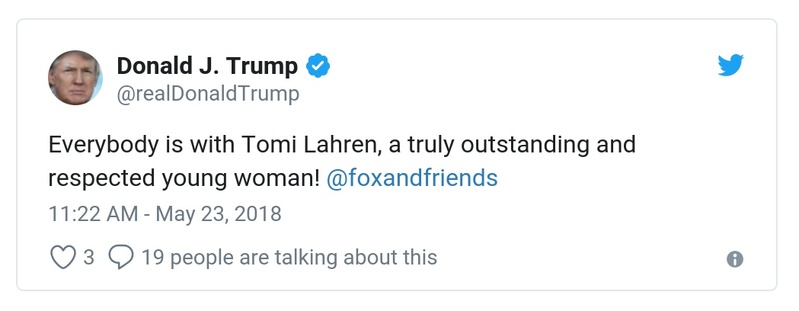 Donald J. Trump
@realDonaldTrump
Everybody is with Tomi Lahren, a truly outstanding and
respected young woman! @foxandfriends
11:22 AM - May 23, 2018
3 19 people are talking about this